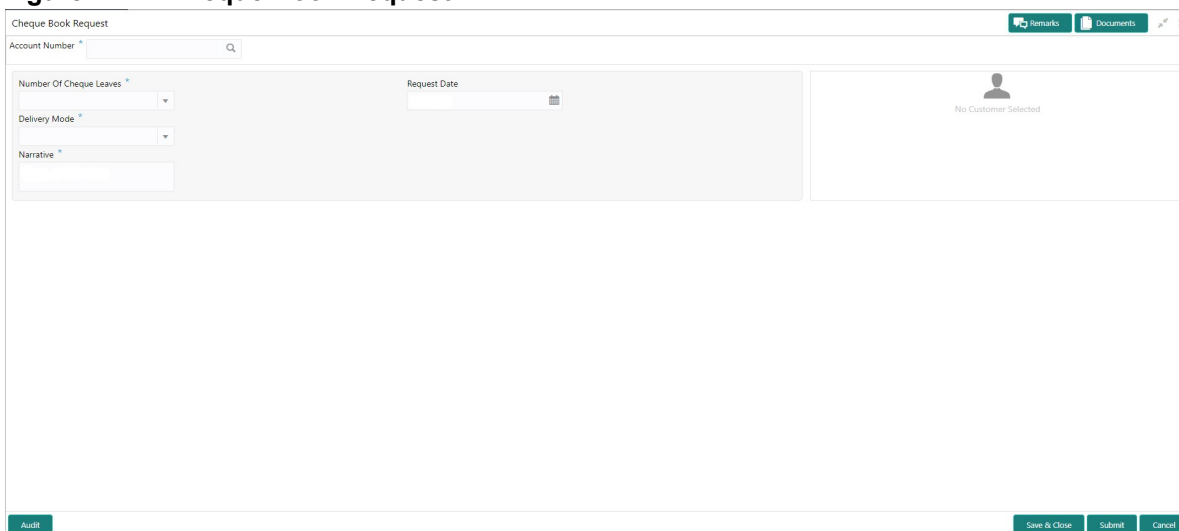 Cheque Book Request
Remarks Documents
Account Number *
Number Of Cheque Leaves * Request Date
No Customer Selected
Delivery Mode *
Narrative *
Audit Save & Close Submit Cancel